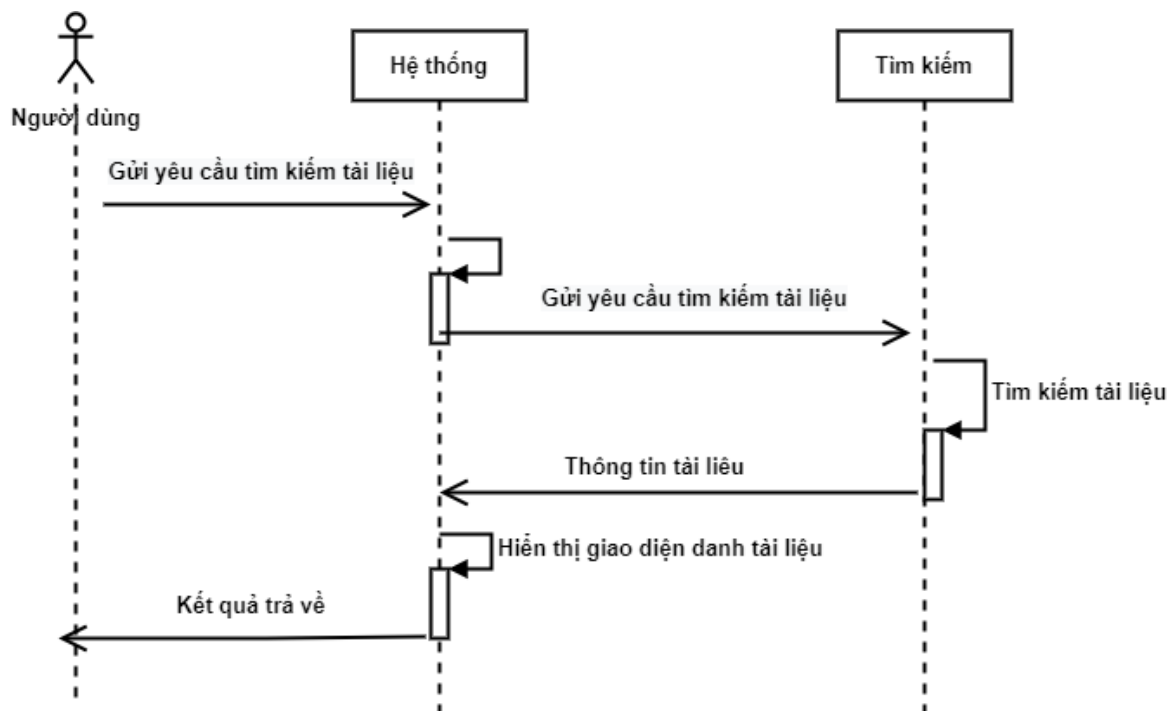 Hệ thống
Tìm kiếm
Người dùng
Gửi yêu cầu tìm kiếm tài liệu
Gửi yêu cầu tìm kiếm tài liệu
Tìm kiếm tài liệu
Thông tin tài liêu
Hiển thị giao diện danh tài liệu
Kết quả trả về